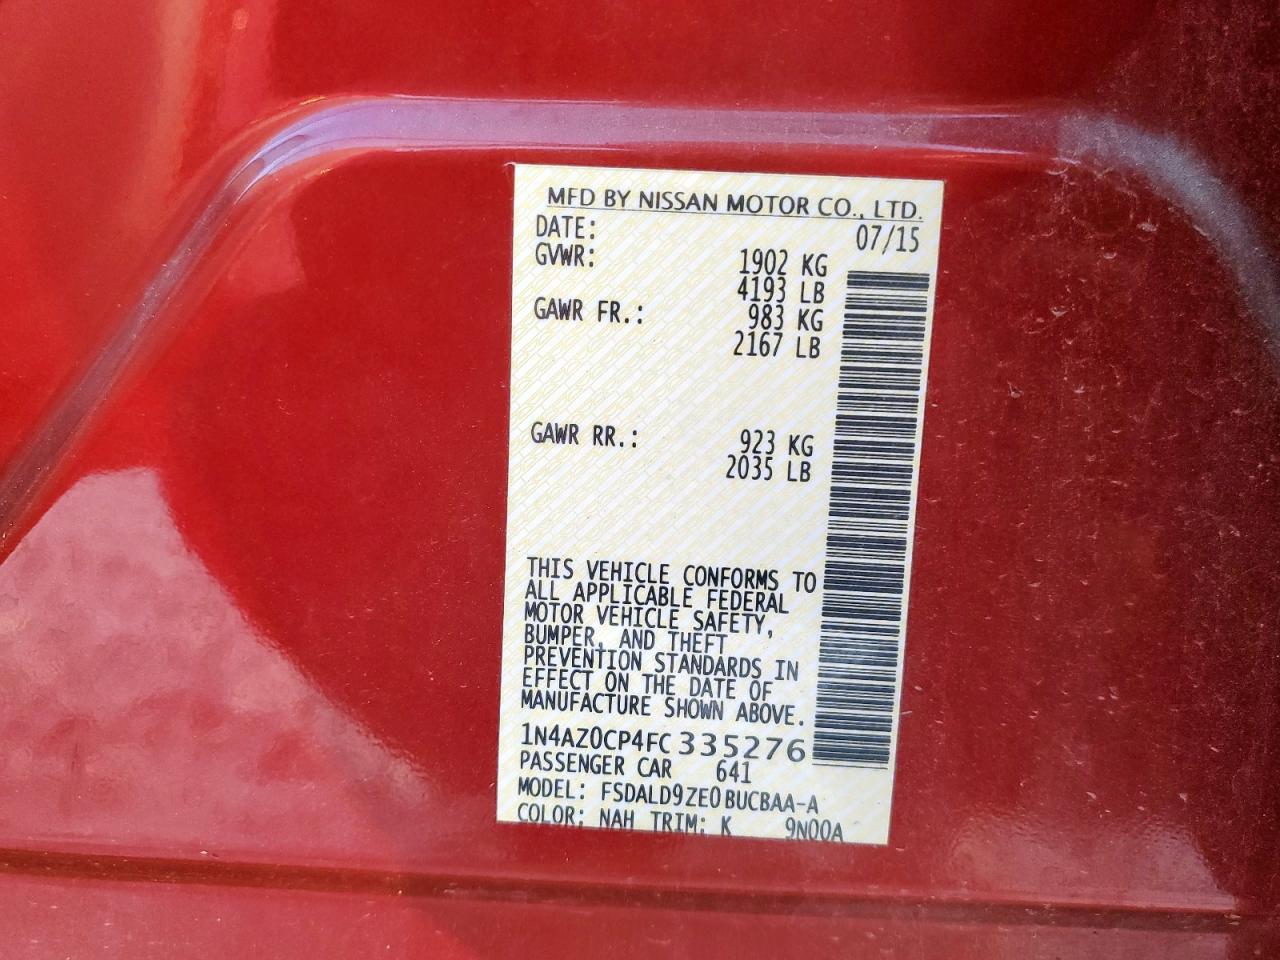 MFD BY NISSAN MOTOR CO., LTD.
DATE: 07/15
GVWR: 1902 KG
4193 LB
GAWR FR.: 983 KG
2167 LB
GAWR RR.: 923 KG
2035 LB
THIS VEHICLE CONFORMS TO
ALL APPLICABLE FEDERAL
MOTOR VEHICLE SAFETY,
BUMPER, AND THEFT
PREVENTION STANDARDS IN
EFFECT ON THE DATE OF
MANUFACTURE SHOWN ABOVE.
1N4AZ0CP4FC335276
PASSENGER CAR 641
MODEL: FSDALD9ZE0BUCBAA-A
COLOR: NAH TRIM: K 9N00A